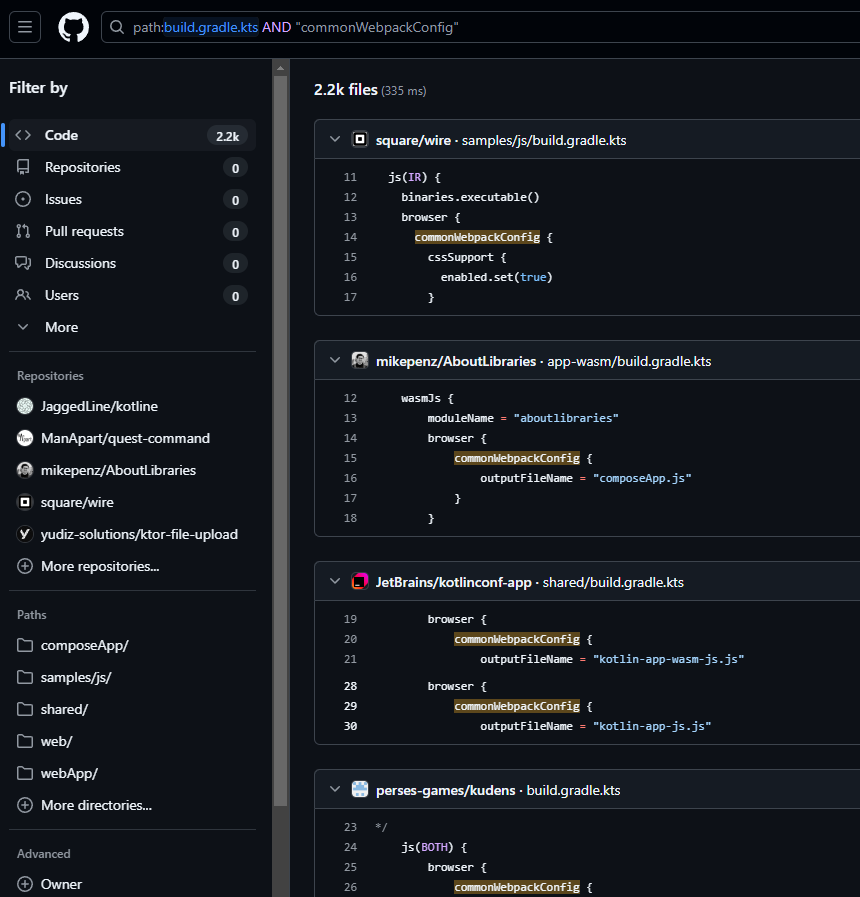 path:build.gradle.kts AND "commonWebpackConfig"
Filter by
Code 2.2k
Repositories 0
Issues 0
Pull requests 0
Discussions 0
Users 0
More
Repositories
JaggedLine/kotline
ManApart/quest-command
mikepenz/AboutLibraries
square/wire
yudiz-solutions/ktor-file-upload
More repositories...
Paths
composeApp/
samples/js/
shared/
web/
webApp/
More directories...
Advanced
Owner
2.2k files (335 ms)
square/wire · samples/js/build.gradle.kts
11 js(IR) {
12 binaries.executable()
13 browser {
14 commonWebpackConfig {
15 cssSupport {
16 enabled.set(true)
17 }
mikepenz/AboutLibraries · app-wasm/build.gradle.kts
12 wasmJs {
13 moduleName = "aboutlibraries"
14 browser {
15 commonWebpackConfig {
16 outputFileName = "composeApp.js"
17 }
18 }
JetBrains/kotlinconf-app · shared/build.gradle.kts
19 browser {
20 commonWebpackConfig {
21 outputFileName = "kotlin-app-wasm-js.js"
28 browser {
29 commonWebpackConfig {
30 outputFileName = "kotlin-app-js.js"
perses-games/kudens · build.gradle.kts
23 */
24 js(BOTH) {
25 browser {
26 commonWebpackConfig {